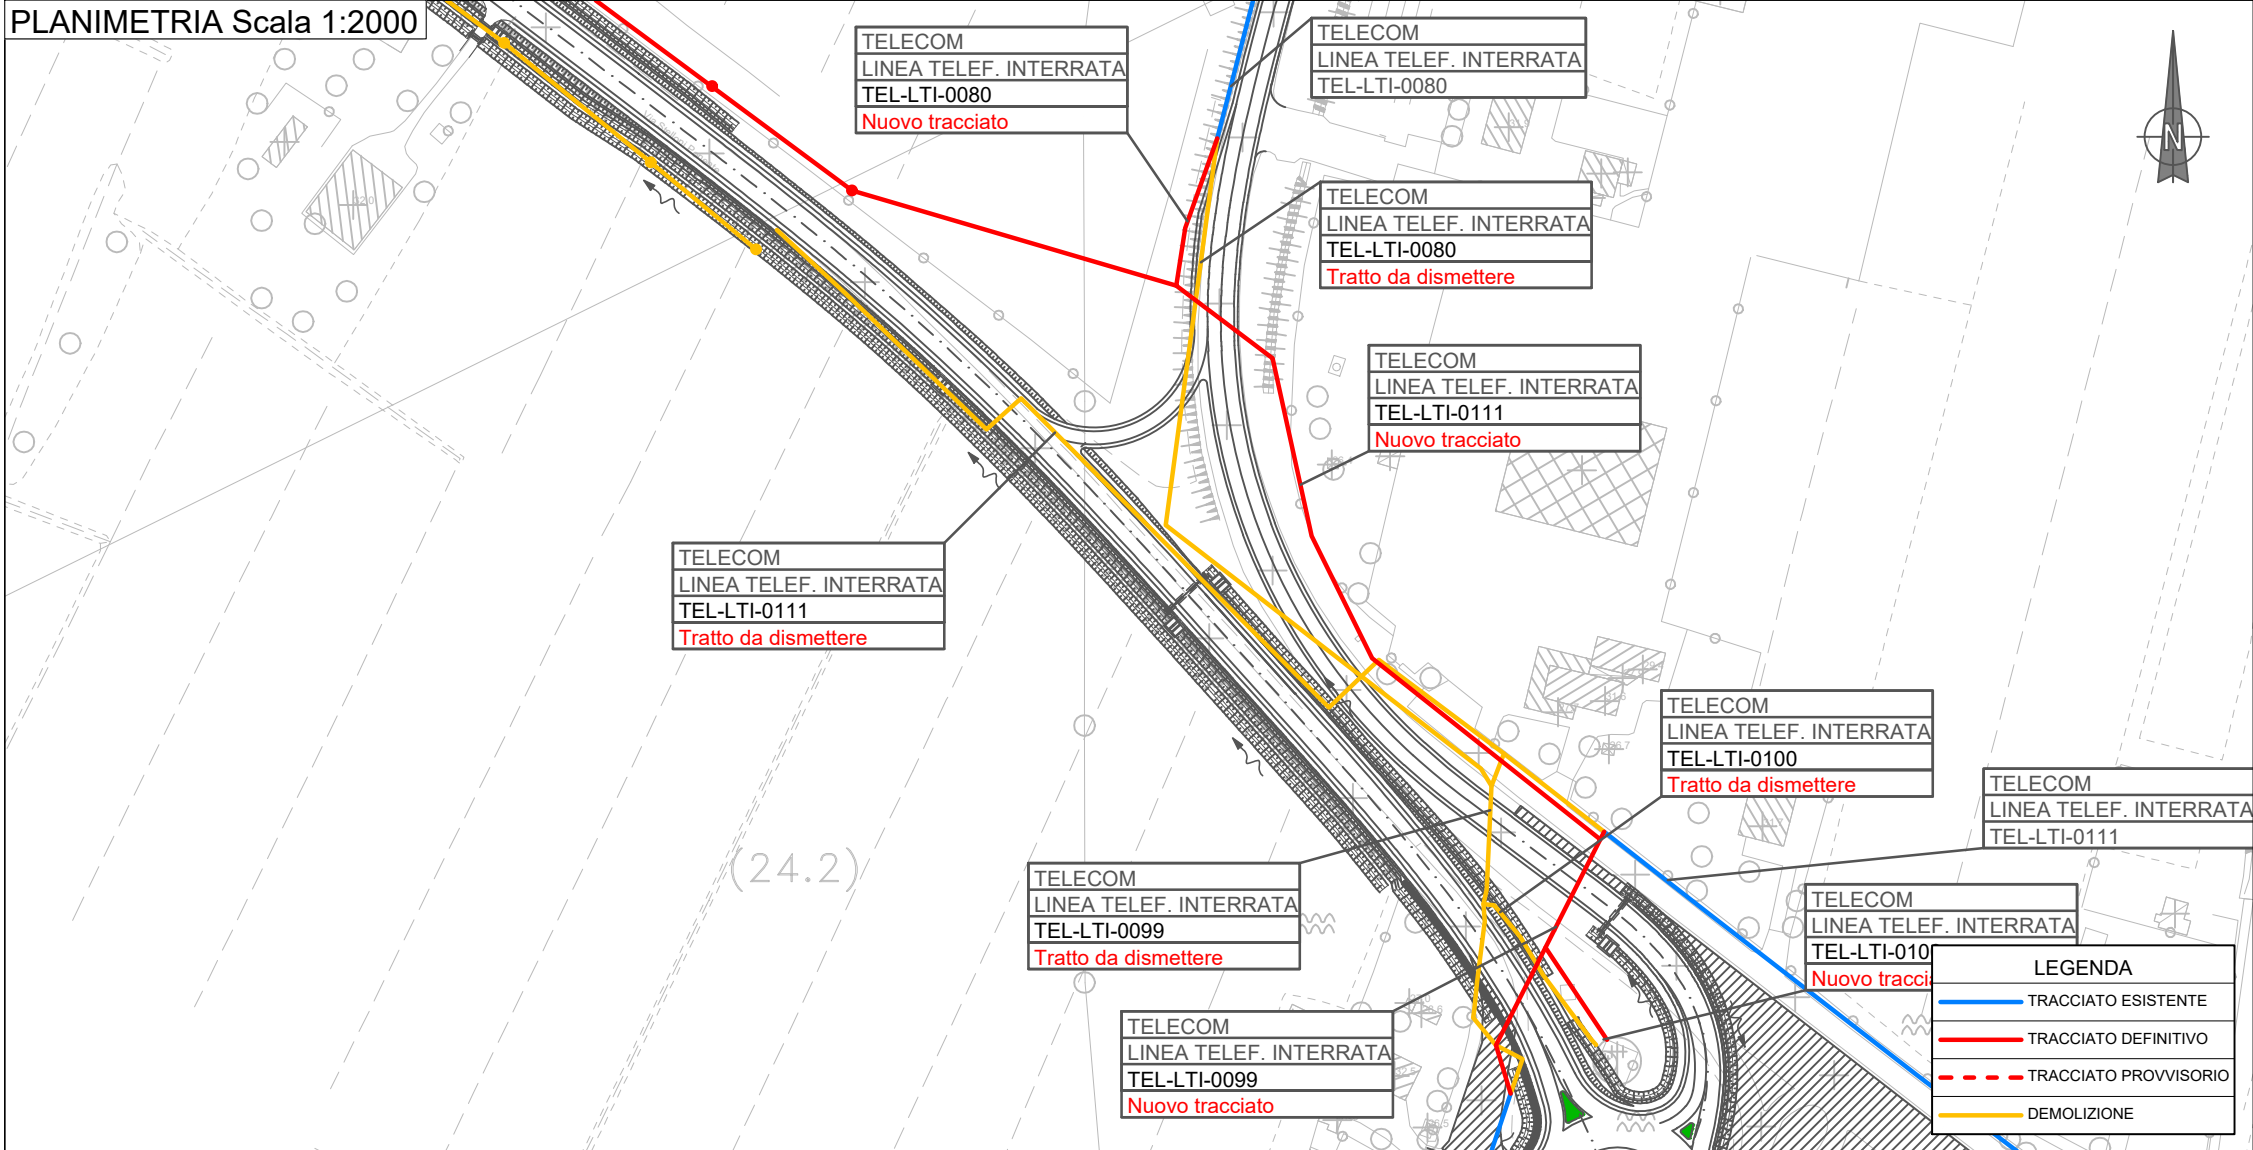 PLANIMETRIA Scala 1:2000
TELECOM
LINEA TELEF. INTERRATA
TEL-LTI-0080
Nuovo tracciato
TELECOM
LINEA TELEF. INTERRATA
TEL-LTI-0080
N
TELECOM
LINEA TELEF. INTERRATA
TEL-LTI-0080
Tratto da dismettere
TELECOM
LINEA TELEF. INTERRATA
TEL-LTI-0111
Nuovo tracciato
TELECOM
LINEA TELEF. INTERRATA
TEL-LTI-0111
Tratto da dismettere
TELECOM
LINEA TELEF. INTERRATA
TEL-LTI-0100
Tratto da dismettere
TELECOM
LINEA TELEF. INTERRATA
TEL-LTI-0111
(24.2)
TELECOM
LINEA TELEF. INTERRATA
TEL-LTI-0099
Tratto da dismettere
TELECOM
LINEA TELEF. INTERRATA
TEL-LTI-010
Nuovo traccia
TELECOM
LINEA TELEF. INTERRATA
TEL-LTI-0099
Nuovo tracciato
LEGENDA
TRACCIATO ESISTENTE
TRACCIATO DEFINITIVO
TRACCIATO PROVVISORIO
DEMOLIZIONE